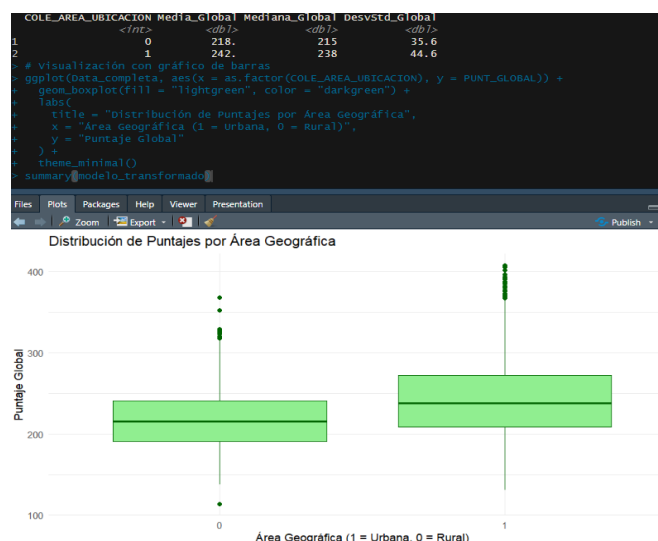 COLE_AREA_UBICACION Media_Global Mediana_Global DesvStd_Global
<int> <dbl> <dbl> <dbl>
1 0 218. 215 35.6
2 1 242. 238 44.6
> # Visualización con gráfico de barras
> ggplot(Data_completa, aes(x = as.factor(COLE_AREA_UBICACION), y = PUNT_GLOBAL)) +
+ geom_boxplot(fill = "lightgreen", color = "darkgreen") +
+ labs(
+ title = "Distribución de Puntajes por Área Geográfica",
+ x = "Área Geográfica (1 = Urbana, 0 = Rural)",
+ y = "Puntaje Global"
+ ) +
+ theme_minimal()
> summary(modelo_transformado)
Files Plots Packages Help Viewer Presentation
Zoom Export Publish
Distribución de Puntajes por Área Geográfica
400
300
200
100
Puntaje Global
0 1
Área Geográfica (1 = Urbana, 0 = Rural)